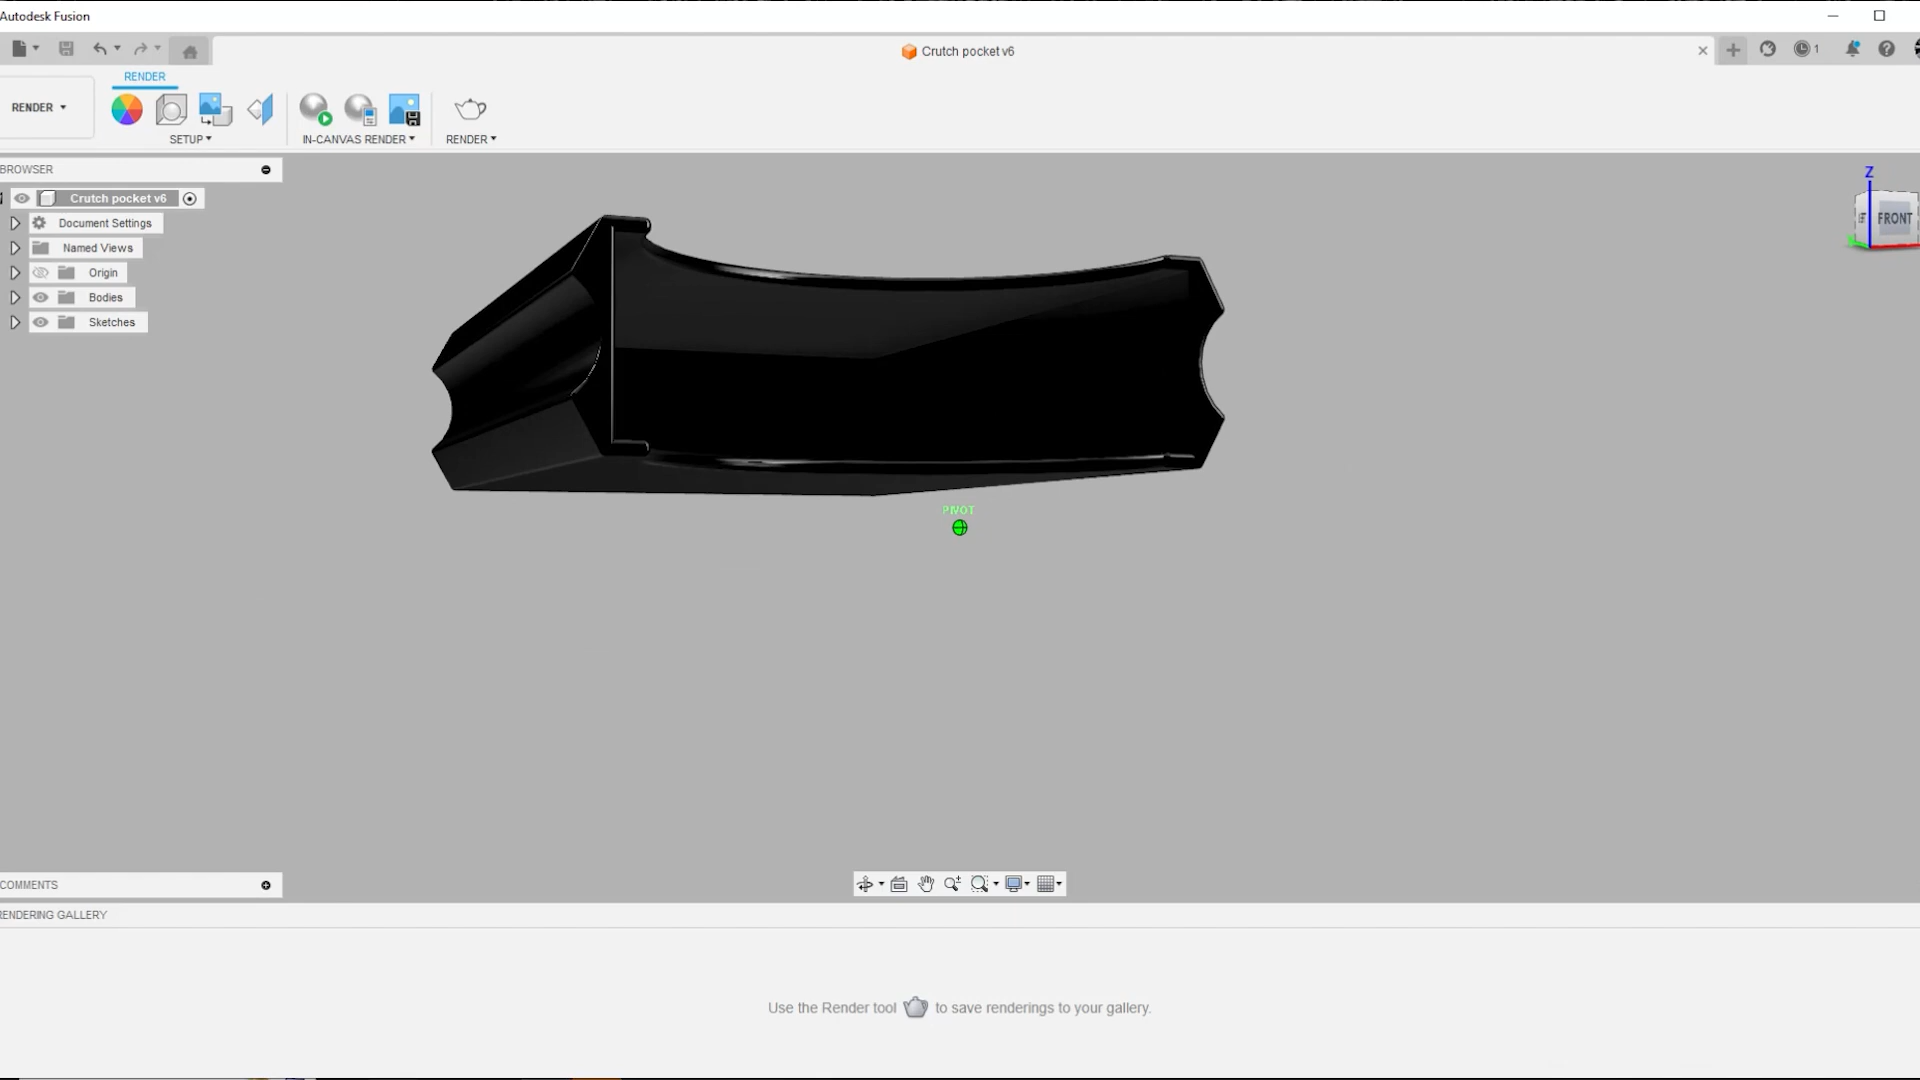 Autodesk Fusion
Crutch pocket v6
1
RENDER
RENDER
SETUP
IN-CANVAS RENDER
RENDER
BROWSER
Crutch pocket v6
Document Settings
Named Views
Origin
Bodies
Sketches
Z
FRONT
PIVOT
COMMENTS
RENDERING GALLERY
Use the Render tool to save renderings to your gallery.